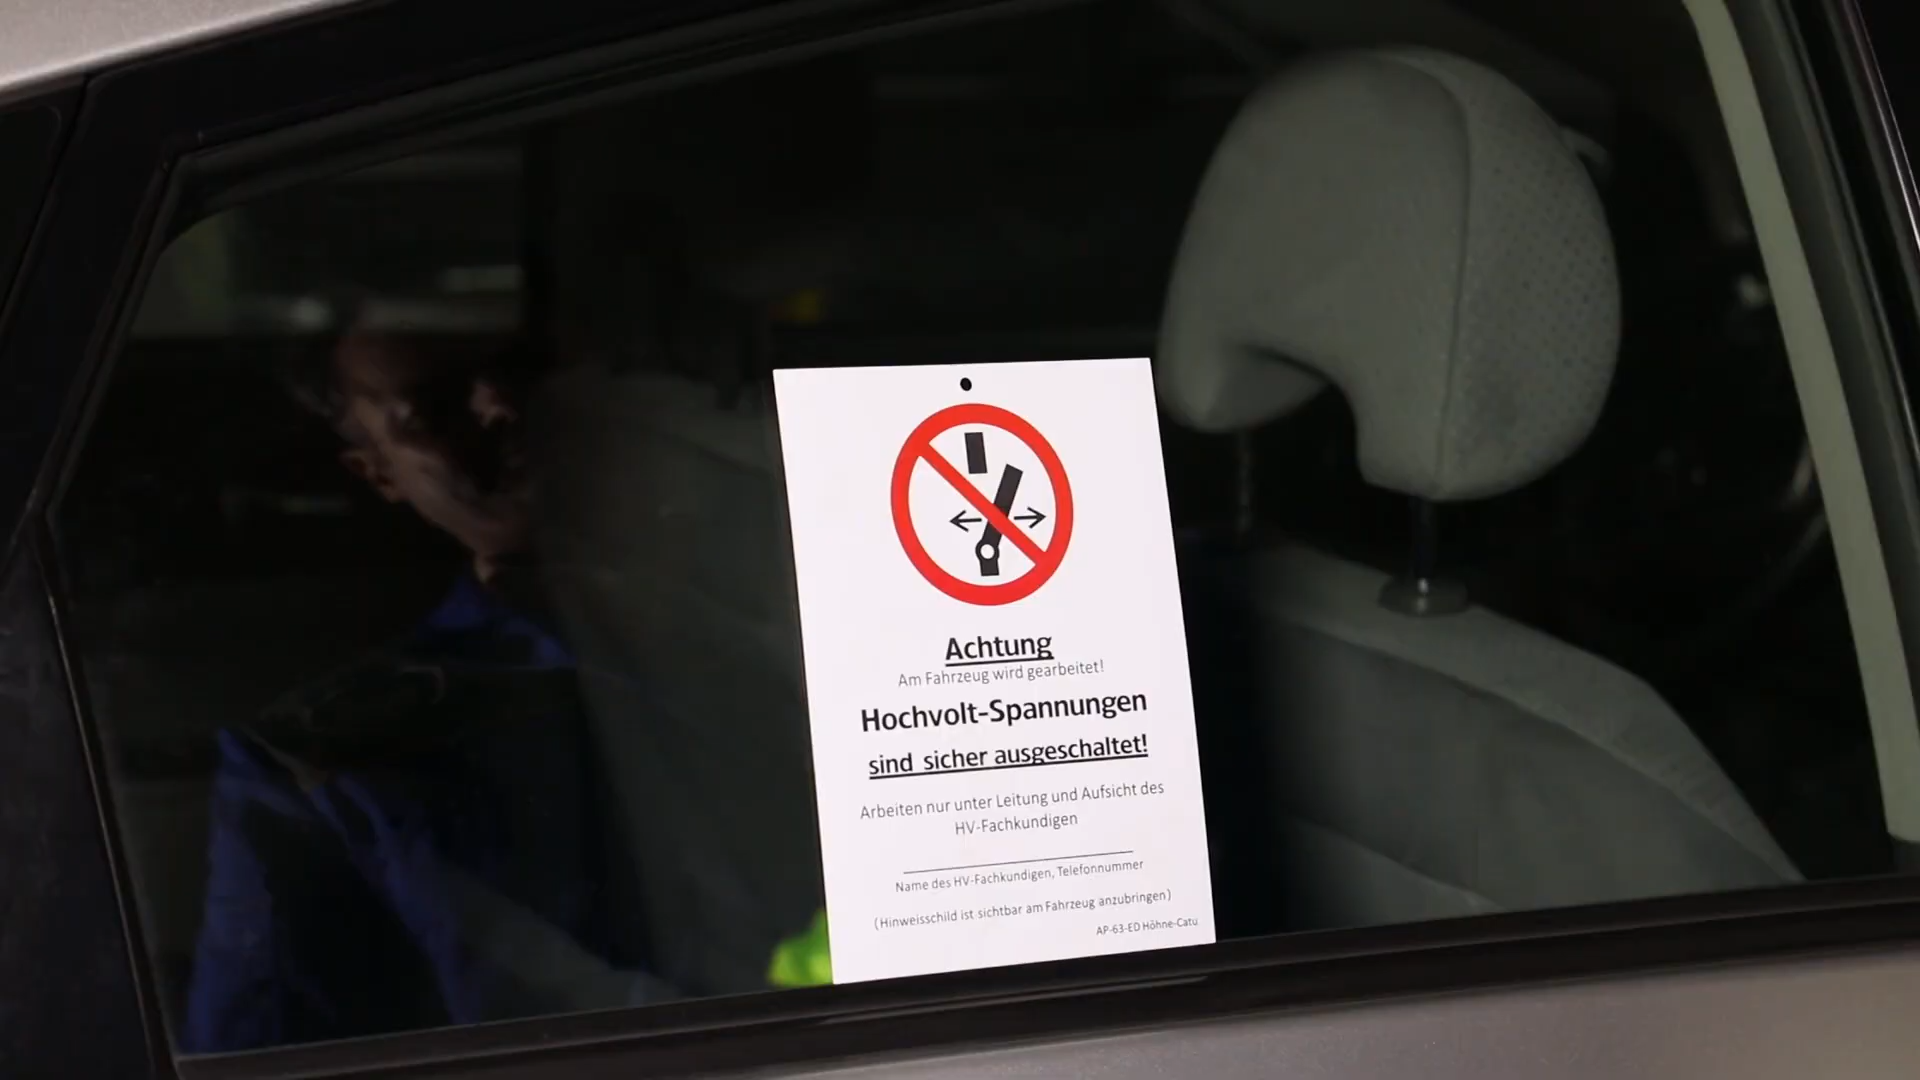 Achtung
Am Fahrzeug wird gearbeitet!
Hochvolt-Spannungen
sind sicher ausgeschaltet!
Arbeiten nur unter Leitung und Aufsicht des
HV-Fachkundigen
Name des HV-Fachkundigen, Telefonnummer
(Hinweisschild ist sichtbar am Fahrzeug anzubringen)
AP-63-ED Höhne-Catu